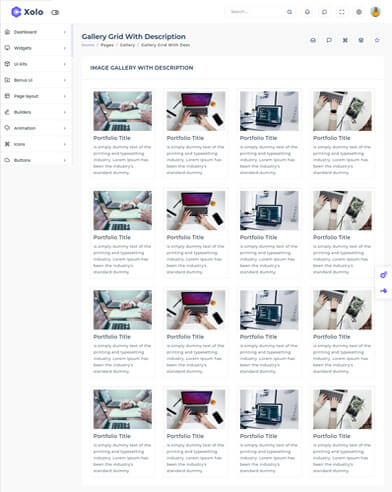 Xolo
Search...
Dashboard
Widgets
Ui Kits
Bonus Ui
Page layout
Builders
Animation
Icons
Buttons
Gallery Grid With Description
Home / Pages / Gallery / Gallery Grid With Desc
IMAGE GALLERY WITH DESCRIPTION
Portfolio Title Portfolio Title Portfolio Title Portfolio Title
is simply dummy text of the is simply dummy text of the is simply dummy text of the is simply dummy text of the
printing and typesetting printing and typesetting printing and typesetting printing and typesetting
industry. Lorem Ipsum has industry. Lorem Ipsum has industry. Lorem Ipsum has industry. Lorem Ipsum has
been the industry's been the industry's been the industry's been the industry's
standard dummy. standard dummy. standard dummy. standard dummy.
Portfolio Title Portfolio Title Portfolio Title Portfolio Title
is simply dummy text of the is simply dummy text of the is simply dummy text of the is simply dummy text of the
printing and typesetting printing and typesetting printing and typesetting printing and typesetting
industry. Lorem Ipsum has industry. Lorem Ipsum has industry. Lorem Ipsum has industry. Lorem Ipsum has
been the industry's been the industry's been the industry's been the industry's
standard dummy. standard dummy. standard dummy. standard dummy.
Portfolio Title Portfolio Title Portfolio Title Portfolio Title
is simply dummy text of the is simply dummy text of the is simply dummy text of the is simply dummy text of the
printing and typesetting printing and typesetting printing and typesetting printing and typesetting
industry. Lorem Ipsum has industry. Lorem Ipsum has industry. Lorem Ipsum has industry. Lorem Ipsum has
been the industry's been the industry's been the industry's been the industry's
standard dummy. standard dummy. standard dummy. standard dummy.
Portfolio Title Portfolio Title Portfolio Title Portfolio Title
is simply dummy text of the is simply dummy text of the is simply dummy text of the is simply dummy text of the
printing and typesetting printing and typesetting printing and typesetting printing and typesetting
industry. Lorem Ipsum has industry. Lorem Ipsum has industry. Lorem Ipsum has industry. Lorem Ipsum has
been the industry's been the industry's been the industry's been the industry's
standard dummy. standard dummy. standard dummy. standard dummy.